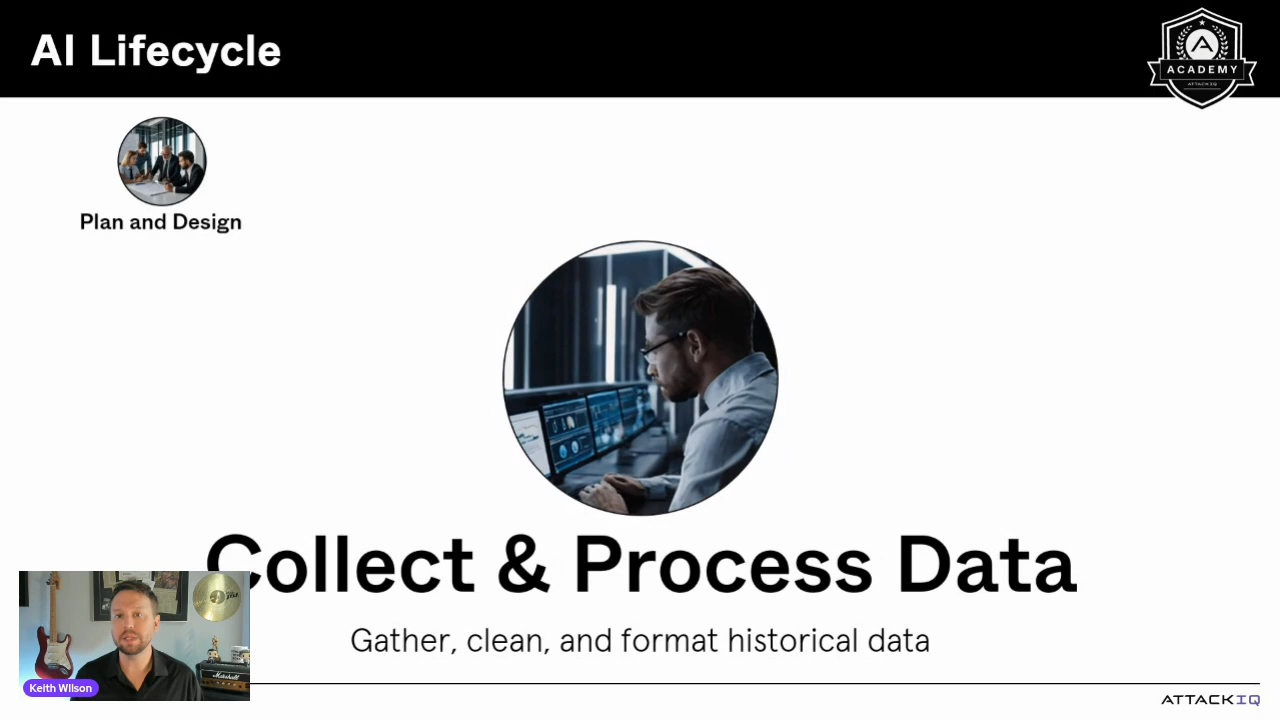 AI Lifecycle
ACADEMY
ATTACKIQ
Plan and Design
Collect & Process Data
Gather, clean, and format historical data
Marshall
Keith Wilson
ATTACKIQ